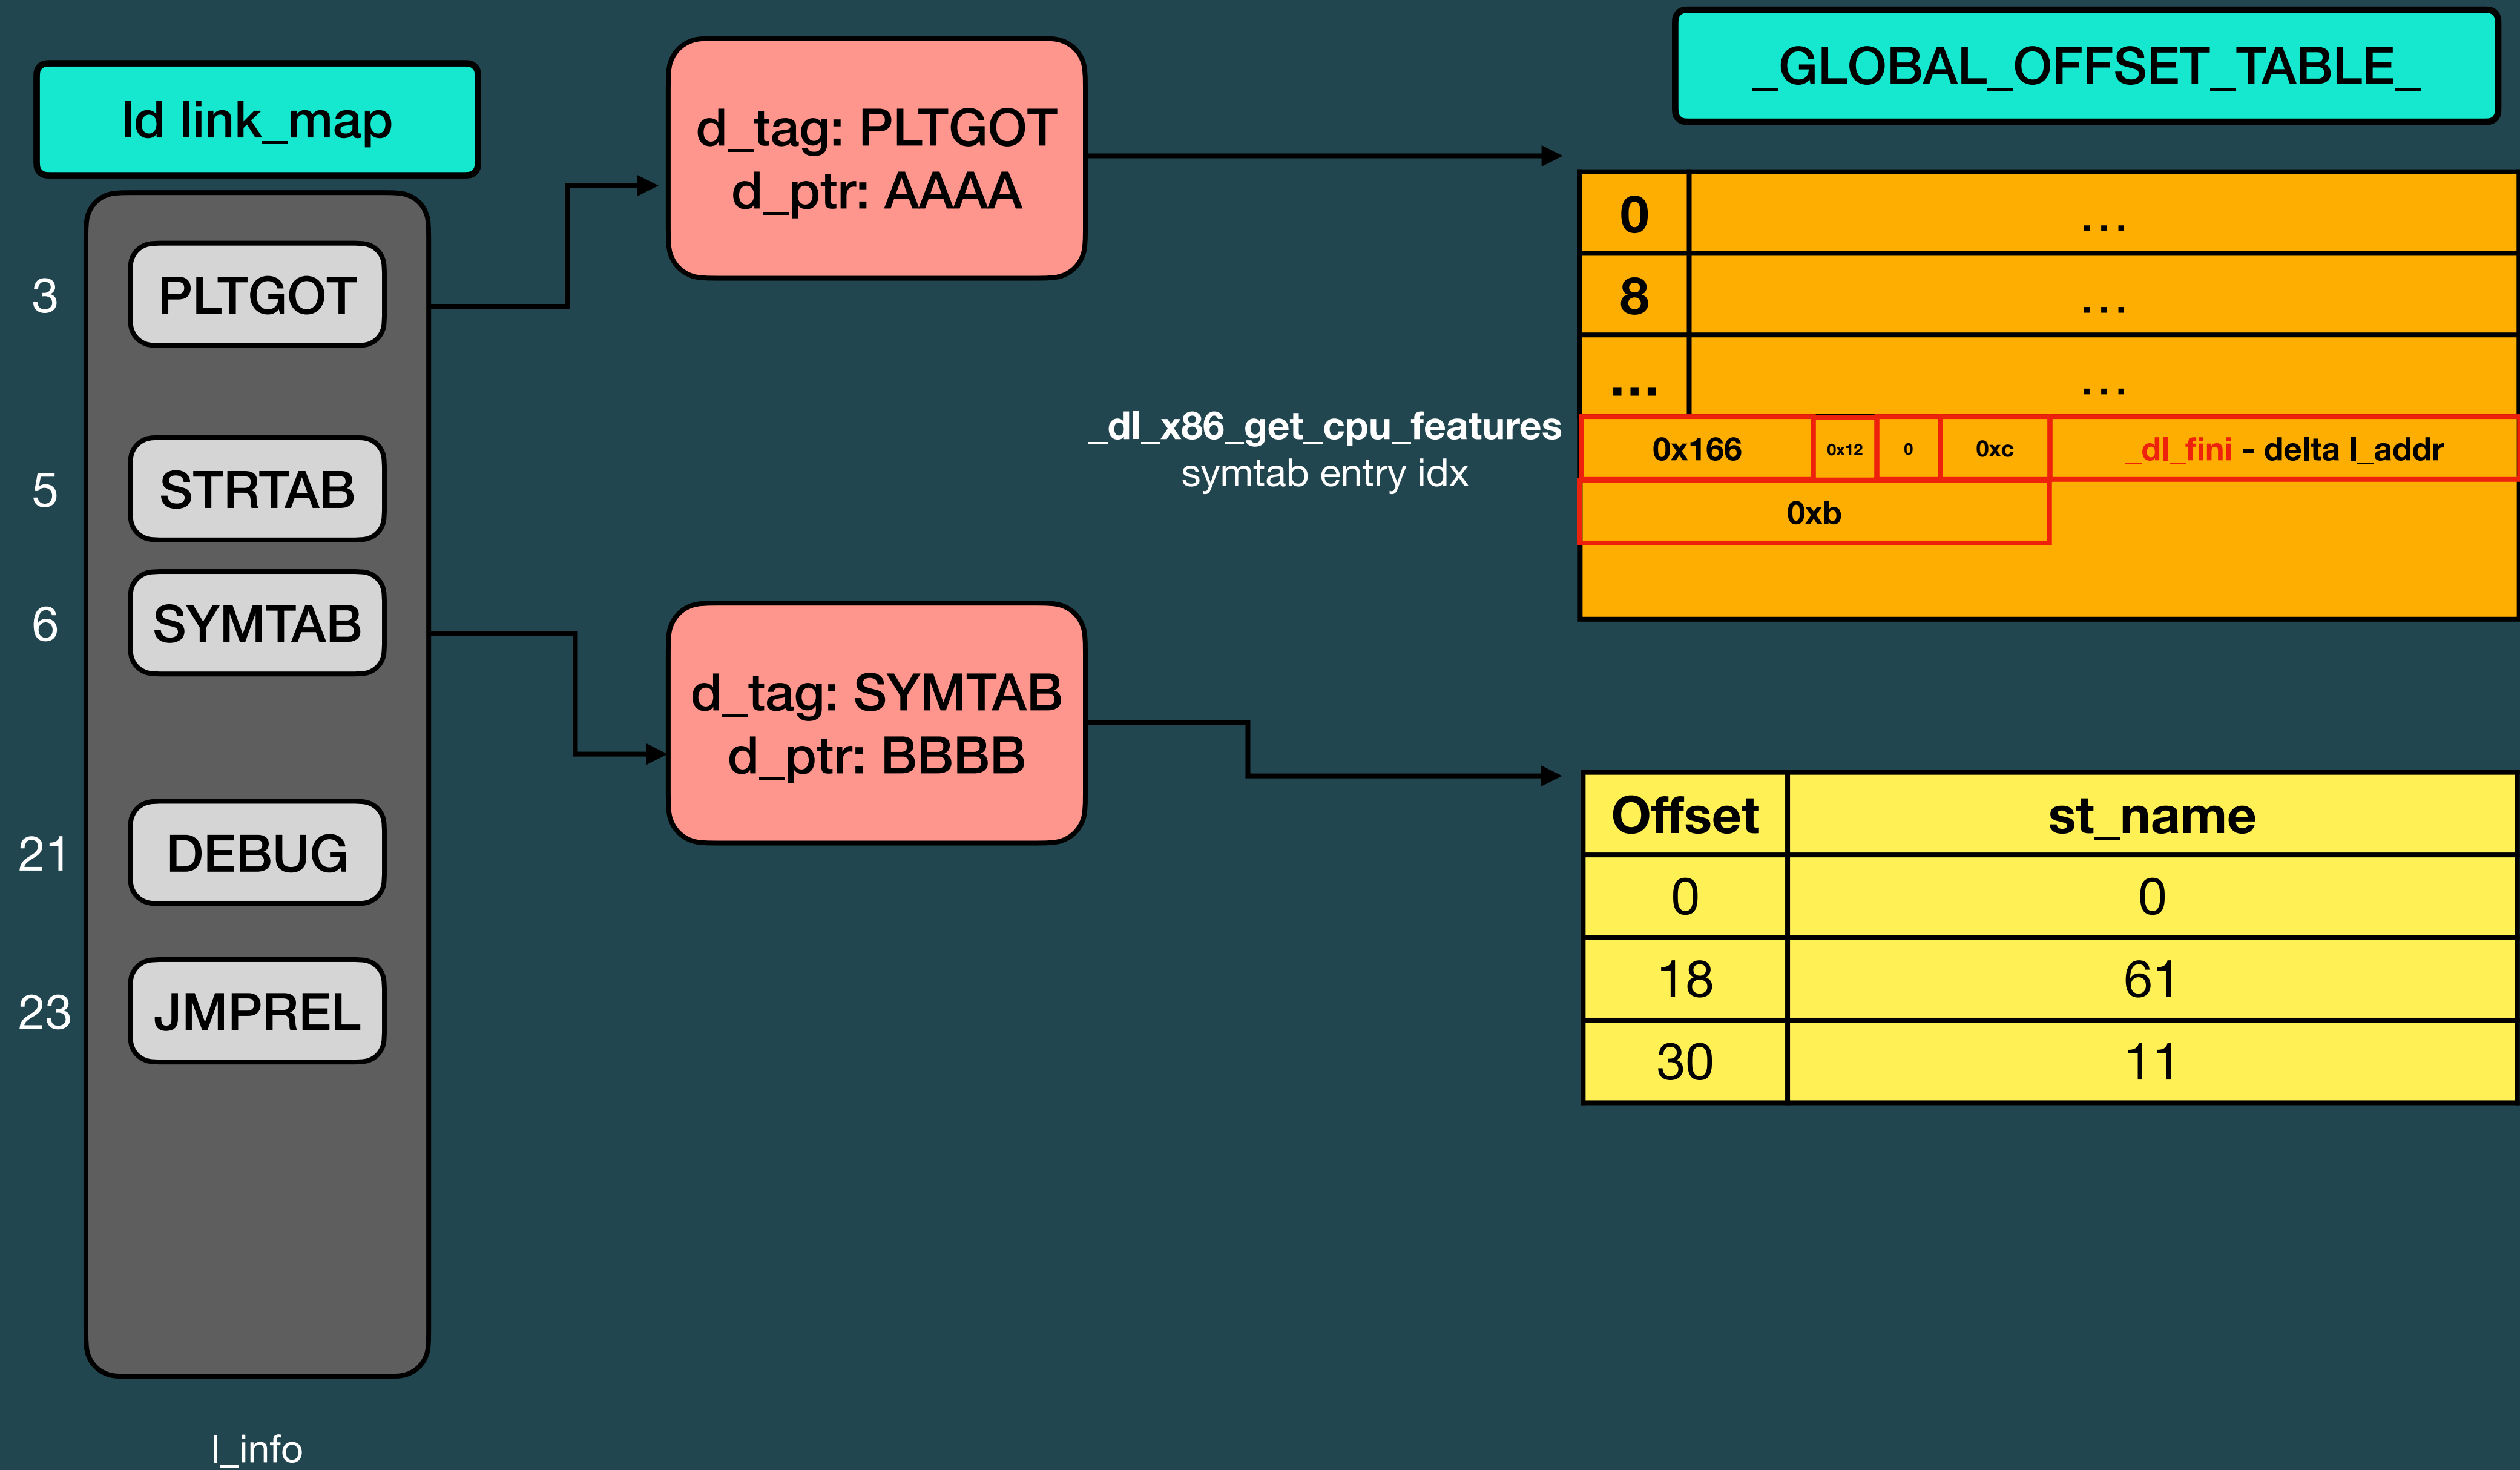 ld link_map
3
PLTGOT
5
STRTAB
6
SYMTAB
21
DEBUG
23
JMPREL
l_info
d_tag: PLTGOT
d_ptr: AAAA
d_tag: SYMTAB
d_ptr: BBBB
_GLOBAL_OFFSET_TABLE_
0 ...
8 ...
... ...
_dl_x86_get_cpu_features
symtab entry idx
0x166 0x12 0 0xc _dl_fini - delta l_addr
0xb
Offset st_name
0 0
18 61
30 11